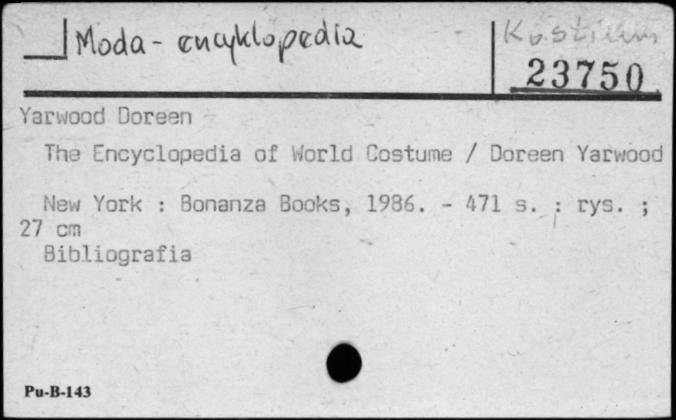 Moda - encyklopedia
Kostium
23750
Yarwood Doreen
The Encyclopedia of World Costume / Doreen Yarwood
New York : Bonanza Books, 1986. - 471 s. : rys. ;
27 cm
Bibliografia
Pu-B-143